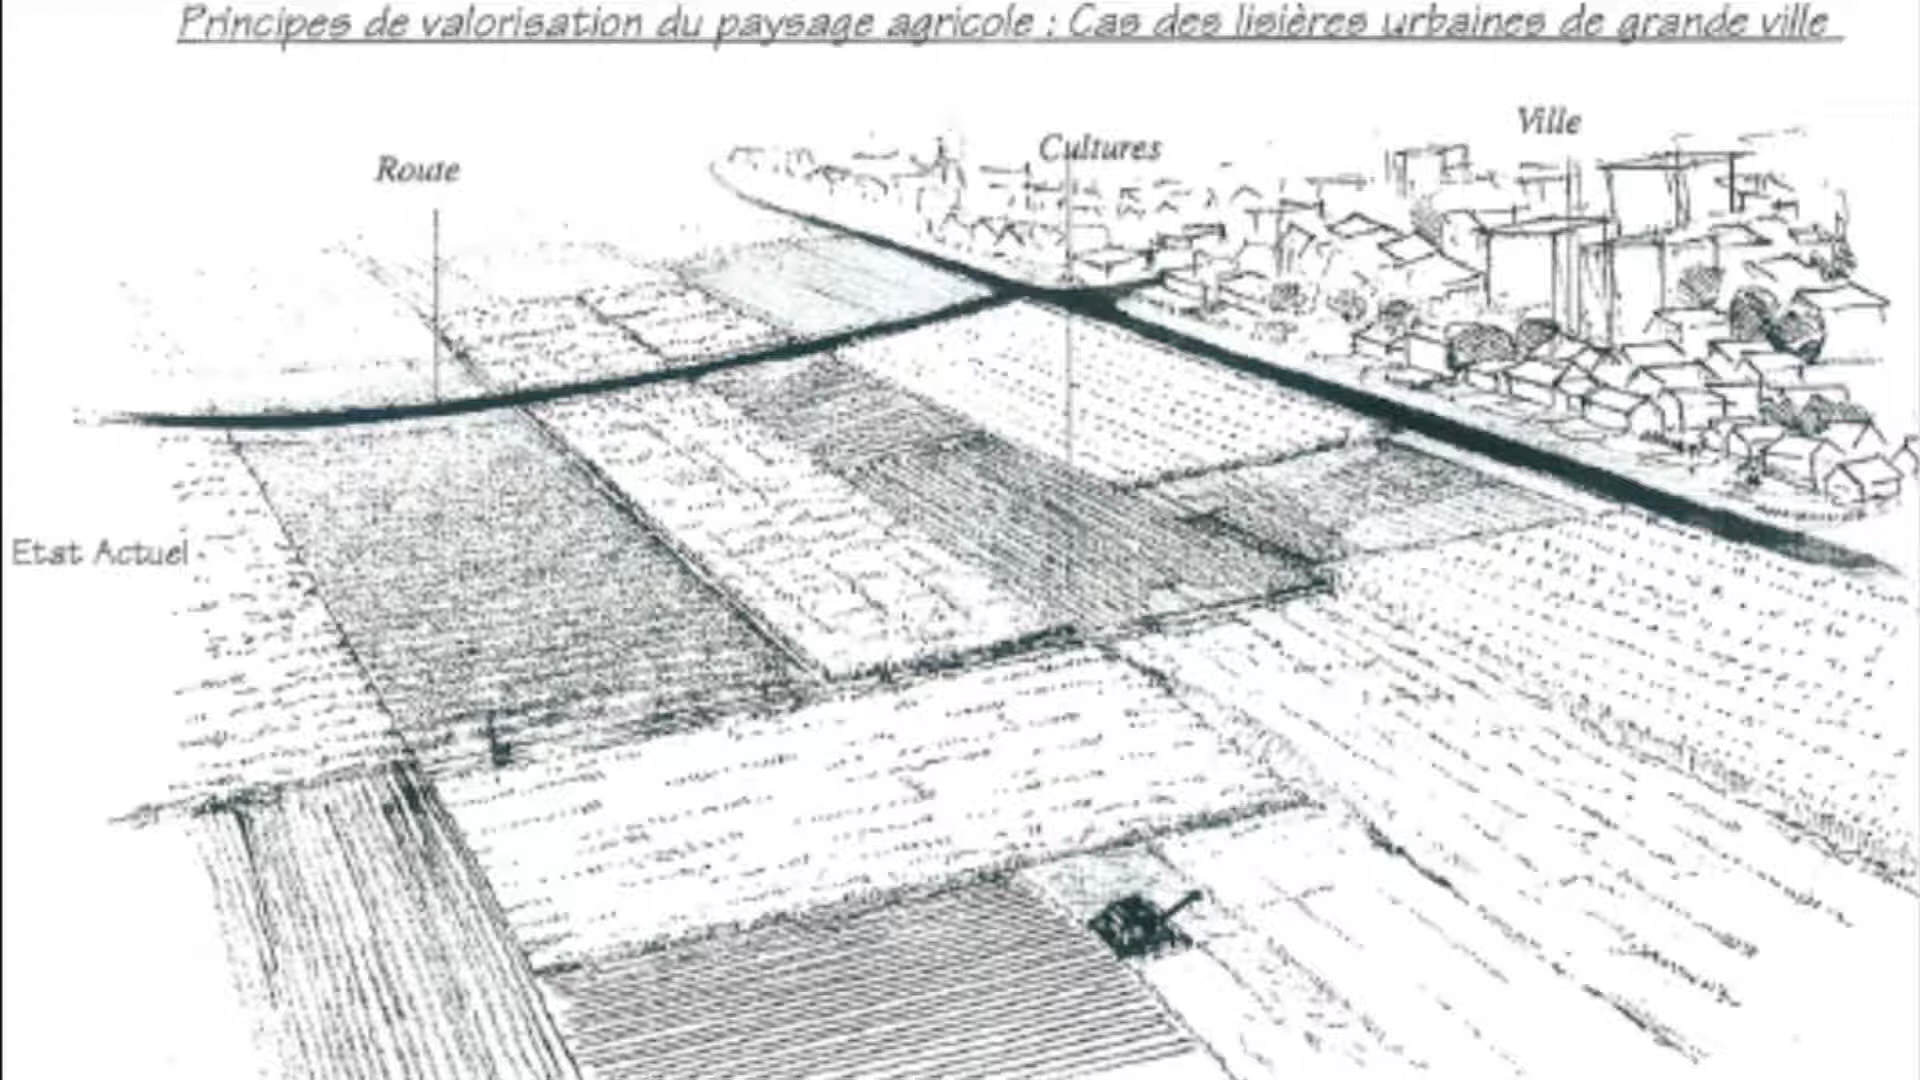 Principes de valorisation du paysage agricole : Cas des lisières urbaines de grande ville
Ville
Cultures
Route
Etat Actuel